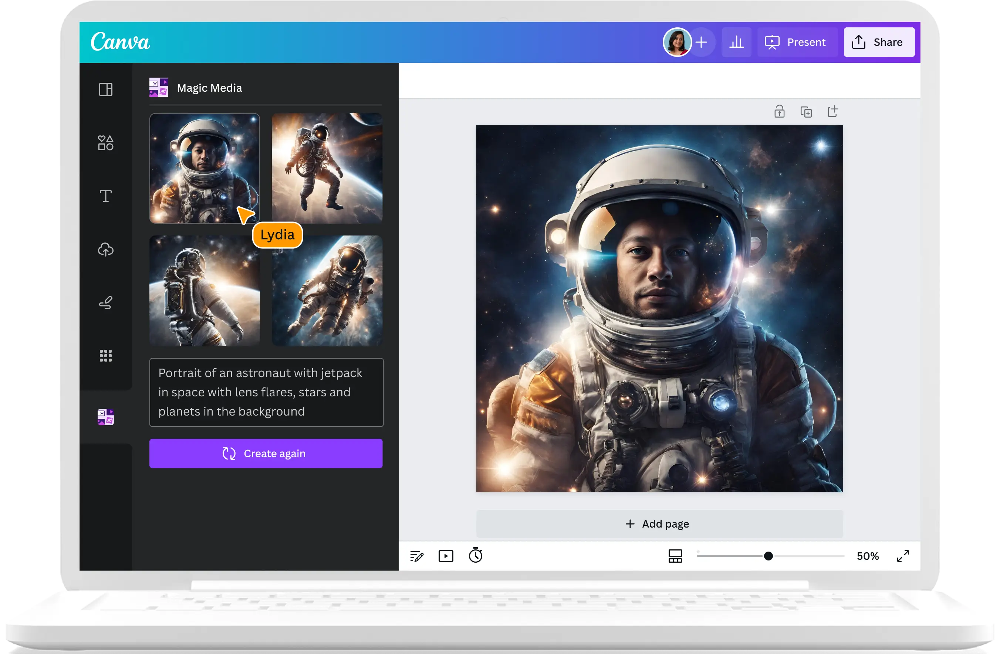 Canva
Present
Share
Magic Media
Lydia
Portrait of an astronaut with jetpack
in space with lens flares, stars and
planets in the background
Create again
Add page
50%